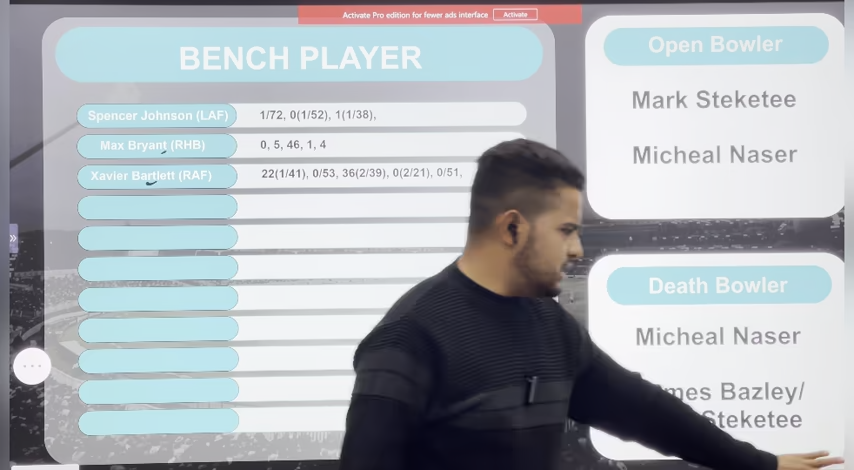 Activate Pro edition for fewer ads interface Activate
BENCH PLAYER
Spencer Johnson (LAF) 1/72, 0(1/52), 1(1/38),
Max Bryant (RHB) 0, 5, 46, 1, 4
Xavier Bartlett (RAF) 22(1/41), 0/53, 36(2/39), 0(2/21), 0/51,
Open Bowler
Mark Steketee
Micheal Naser
Death Bowler
Micheal Naser
Bazley/
Steketee